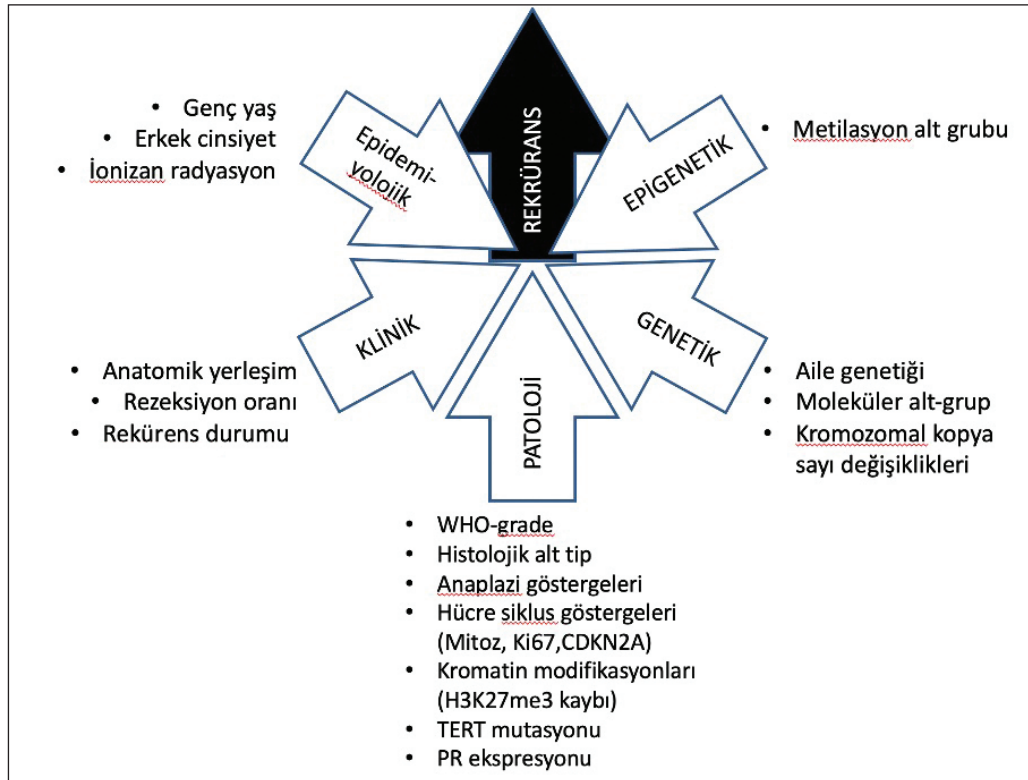 REKRÜRANS
Epidemi-
yolojik
• Genç yaş
• Erkek cinsiyet
• İonizan radyasyon
EPİGENETİK
• Metilasyon alt grubu
KLİNİK
• Anatomik yerleşim
• Rezeksiyon oranı
• Rekürens durumu
GENETİK
• Aile genetiği
• Moleküler alt-grup
• Kromozomal kopya
sayı değişiklikleri
PATOLOJİ
• WHO-grade
• Histolojik alt tip
• Anaplazi göstergeleri
• Hücre siklus göstergeleri
(Mitoz, Ki67,CDKN2A)
• Kromatin modifikasyonları
(H3K27me3 kaybı)
• TERT mutasyonu
• PR ekspresyonu